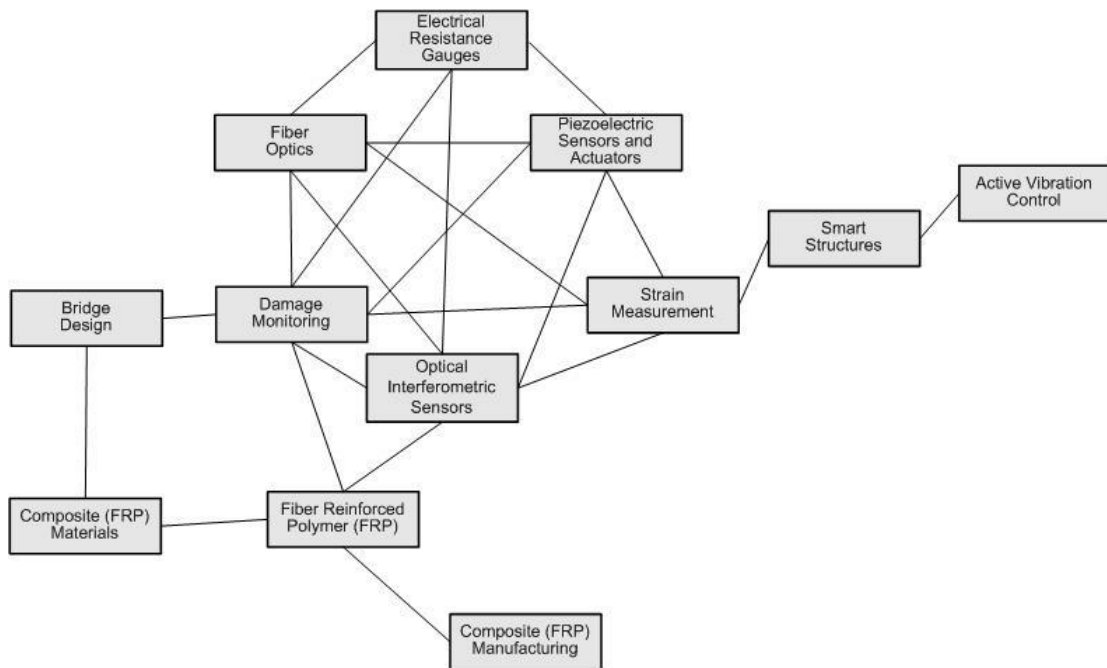 Electrical
Resistance
Gauges
Fiber
Optics
Piezoelectric
Sensors and
Actuators
Active Vibration
Control
Smart
Structures
Bridge
Design
Damage
Monitoring
Strain
Measurement
Optical
Interferometric
Sensors
Composite (FRP)
Materials
Fiber Reinforced
Polymer (FRP)
Composite (FRP)
Manufacturing